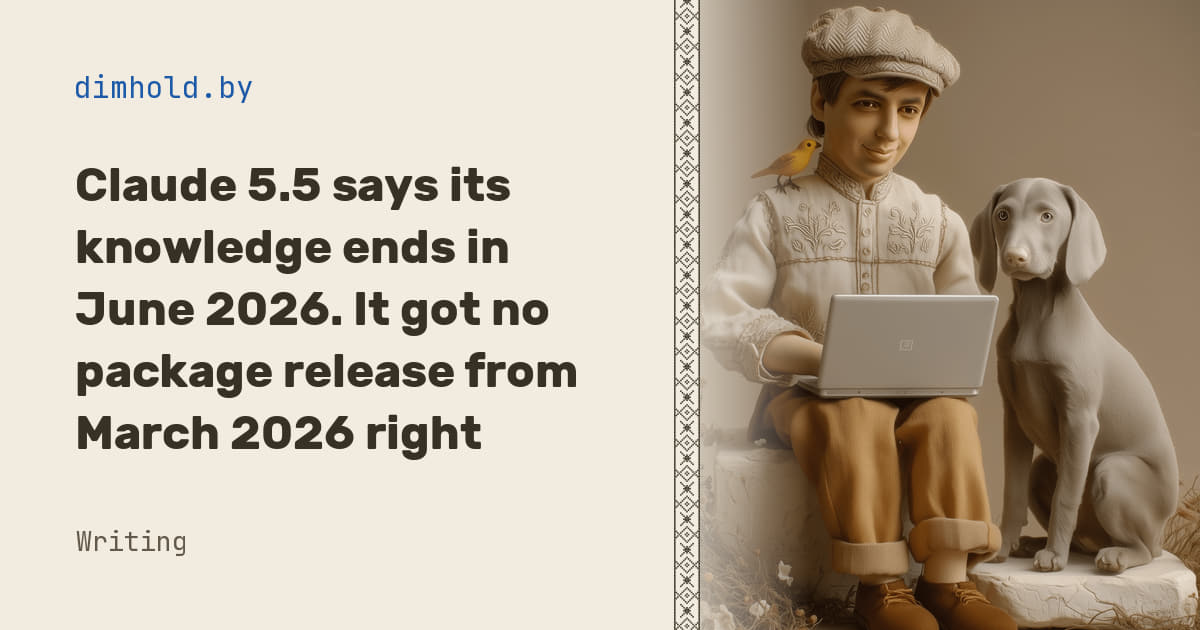 dimhold.by
Claude 5.5 says its
knowledge ends in
June 2026. It got no
package release from
March 2026 right
Writing